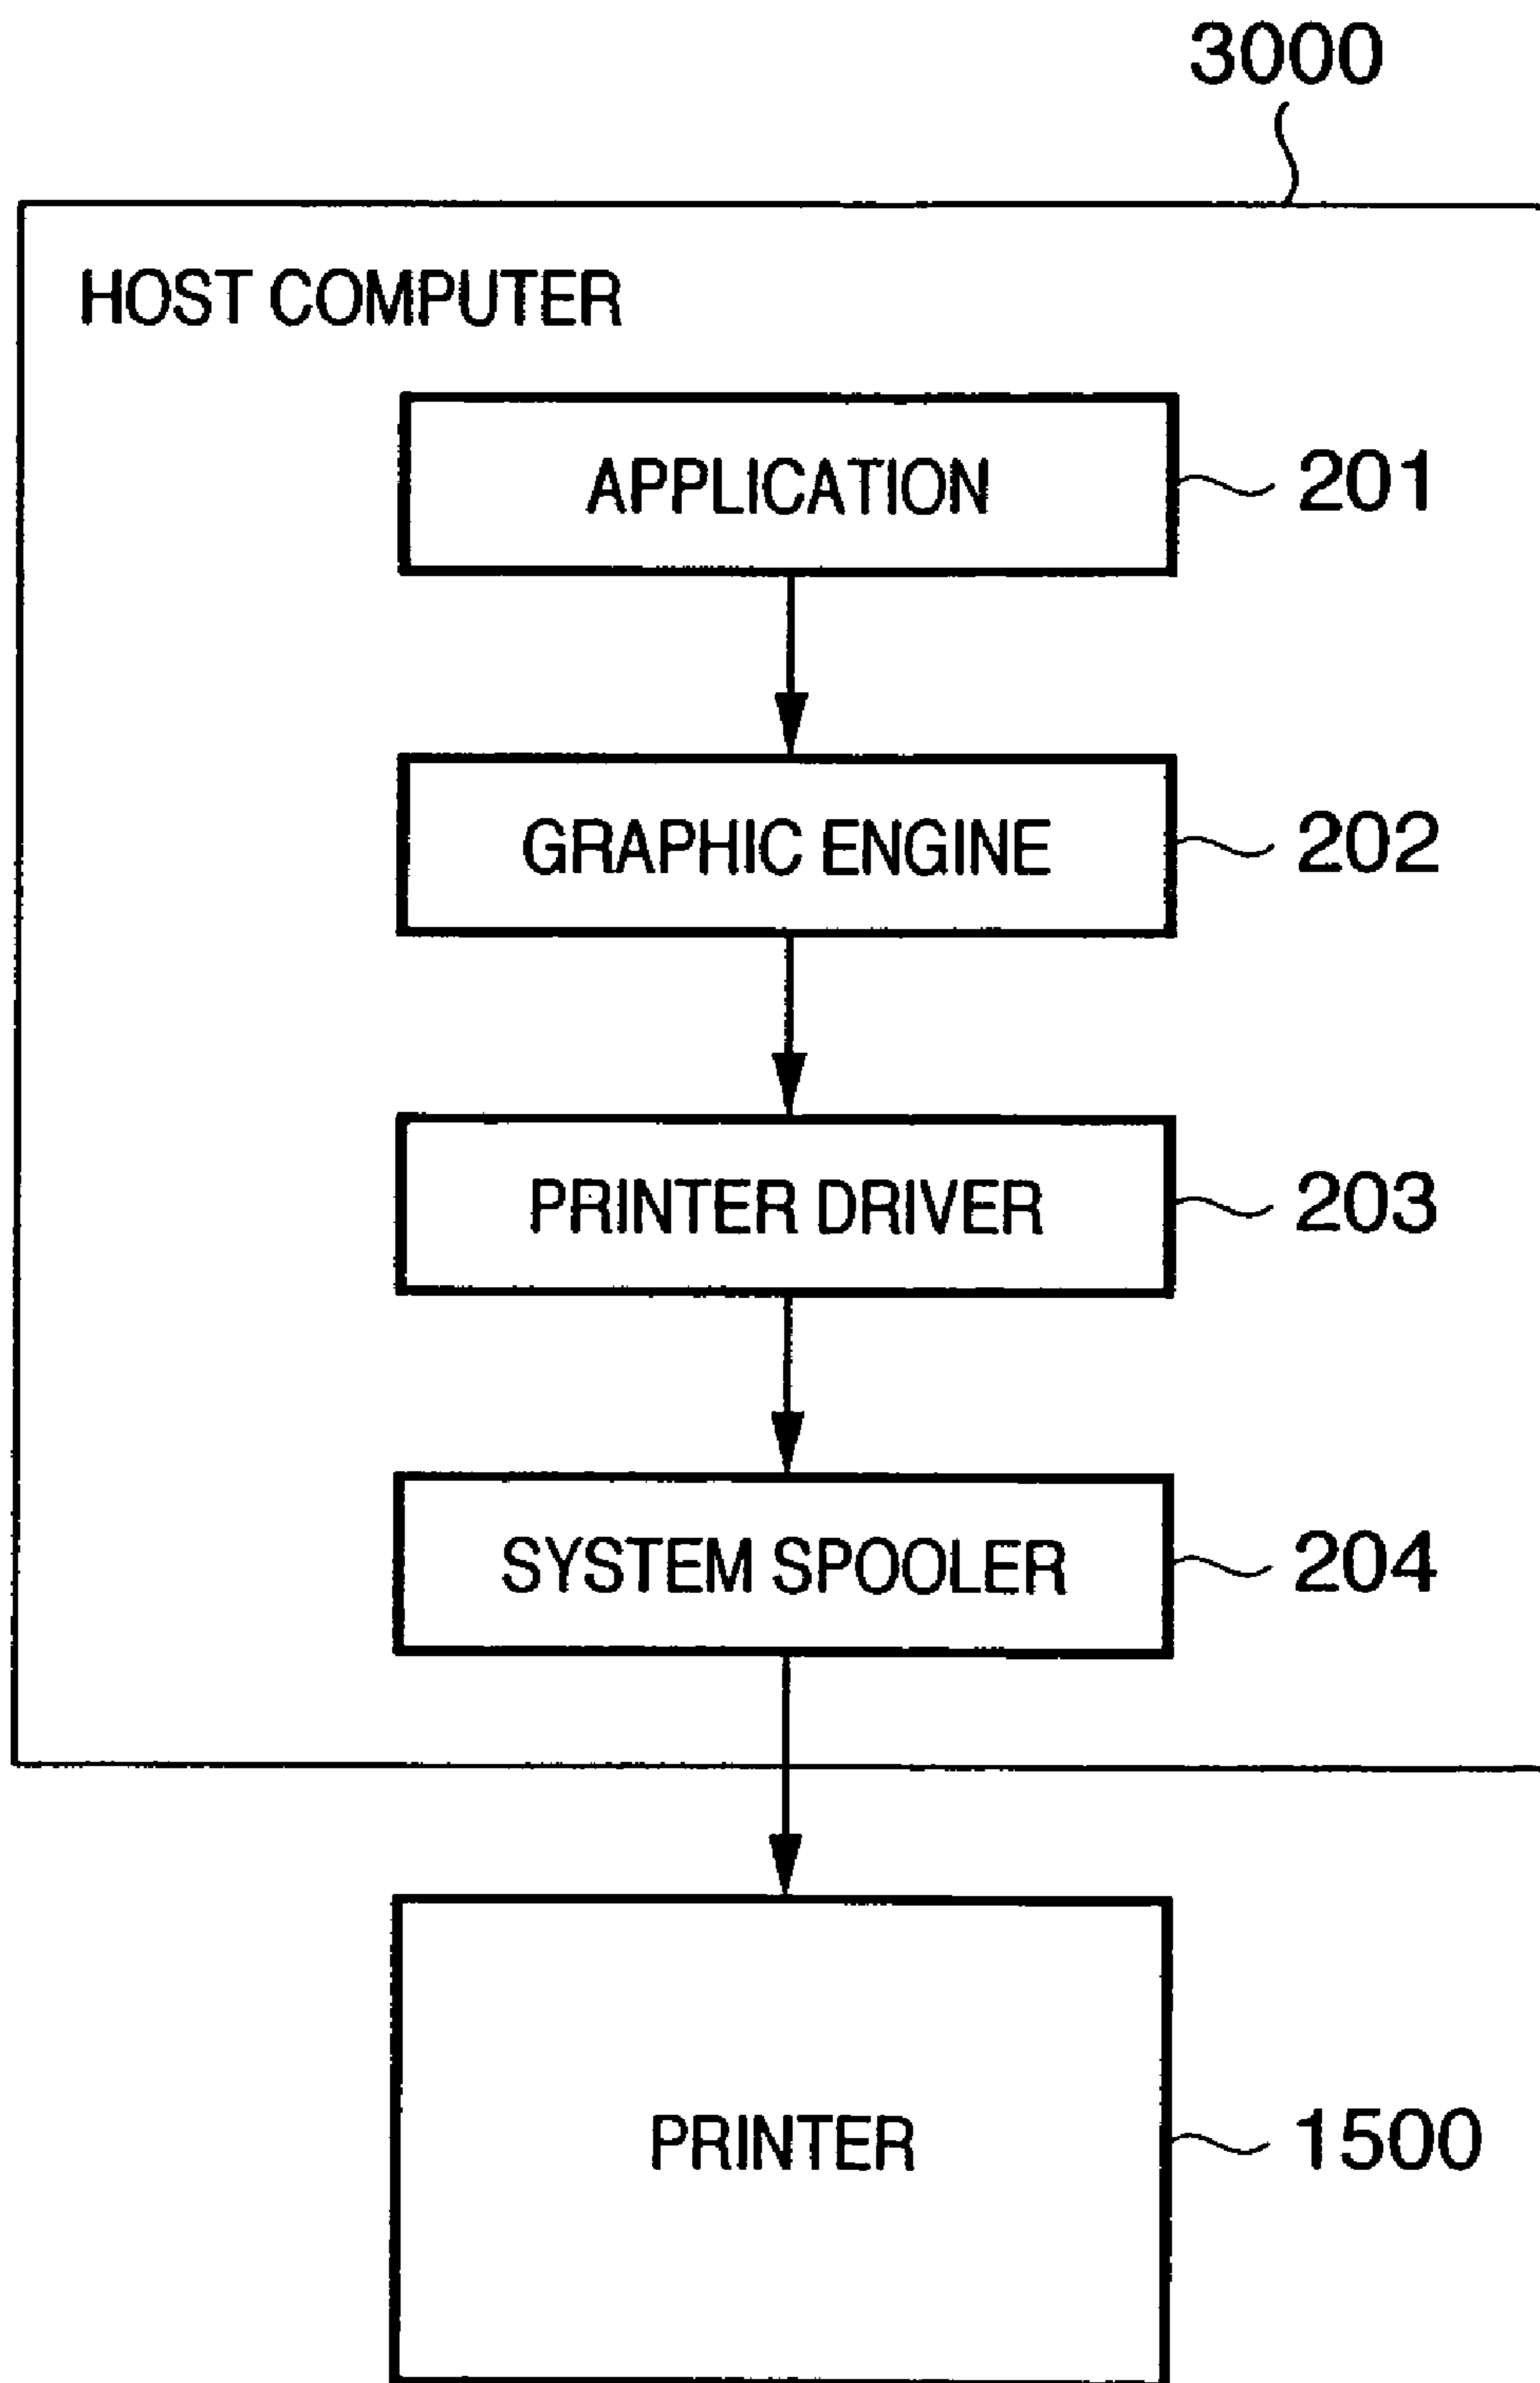 3000
HOST COMPUTER
APPLICATION 201
GRAPHIC ENGINE 202
PRINTER DRIVER 203
SYSTEM SPOOLER 204
PRINTER 1500